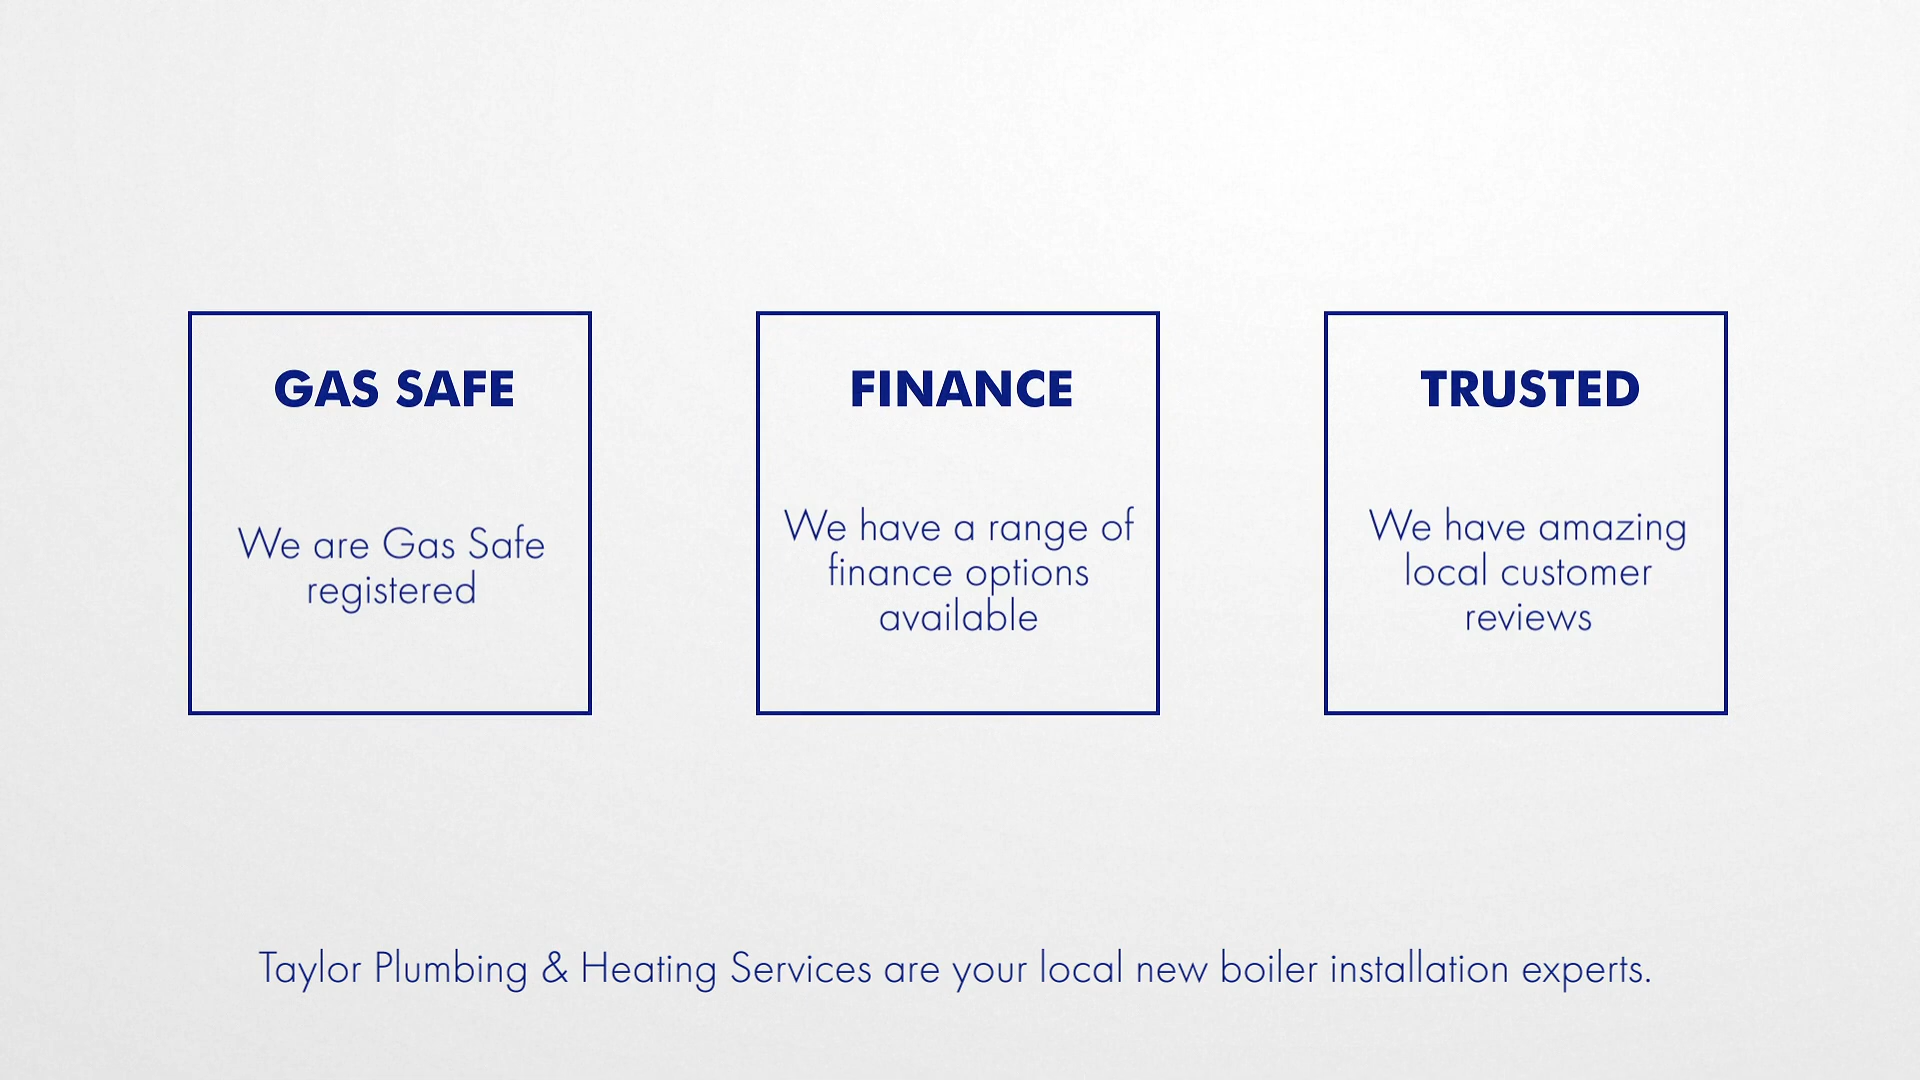 GAS SAFE
We are Gas Safe
registered
FINANCE
We have a range of
finance options
available
TRUSTED
We have amazing
local customer
reviews
Taylor Plumbing & Heating Services are your local new boiler installation experts.